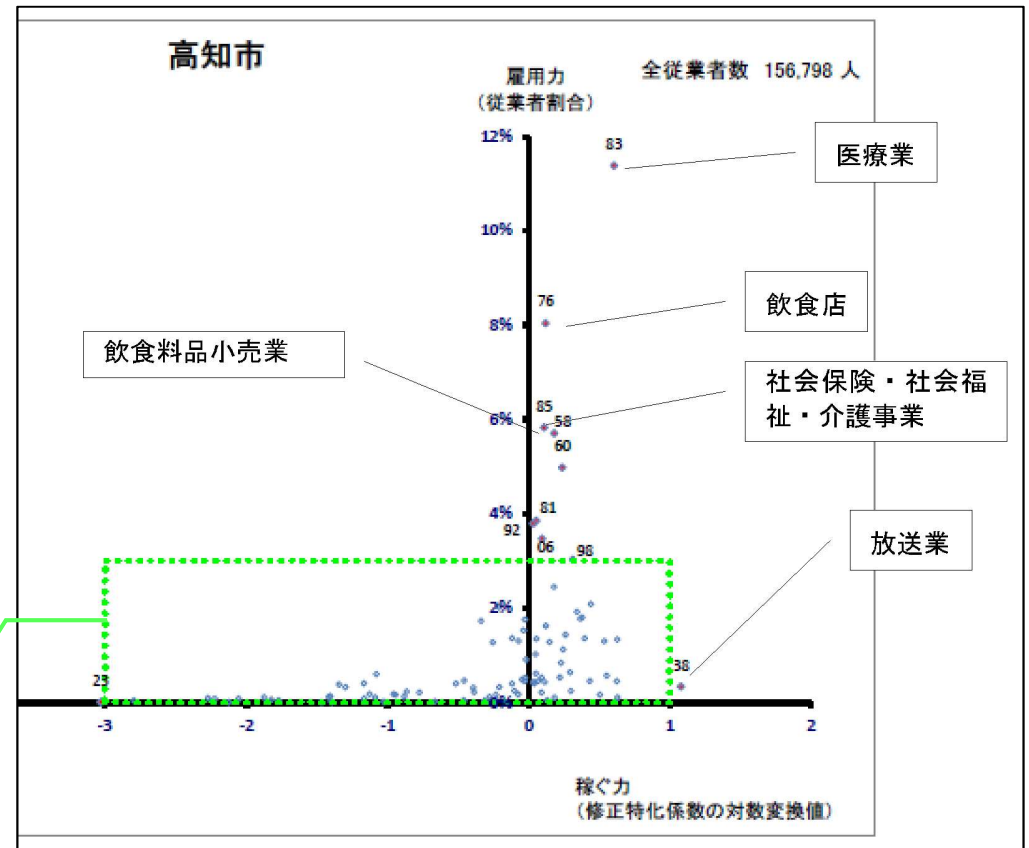 高知市
雇用力
(従業者割合)
全従業者数 156,798 人
12%
83
医療業
10%
76
飲食店
8%
飲食料品小売業
社会保険・社会福
祉・介護事業
85
6%
58
60
4%
81
92
06
98
放送業
2%
38
23
0%
-3
-2
-1
0
1
2
稼ぐ力
(修正特化係数の対数変換値)